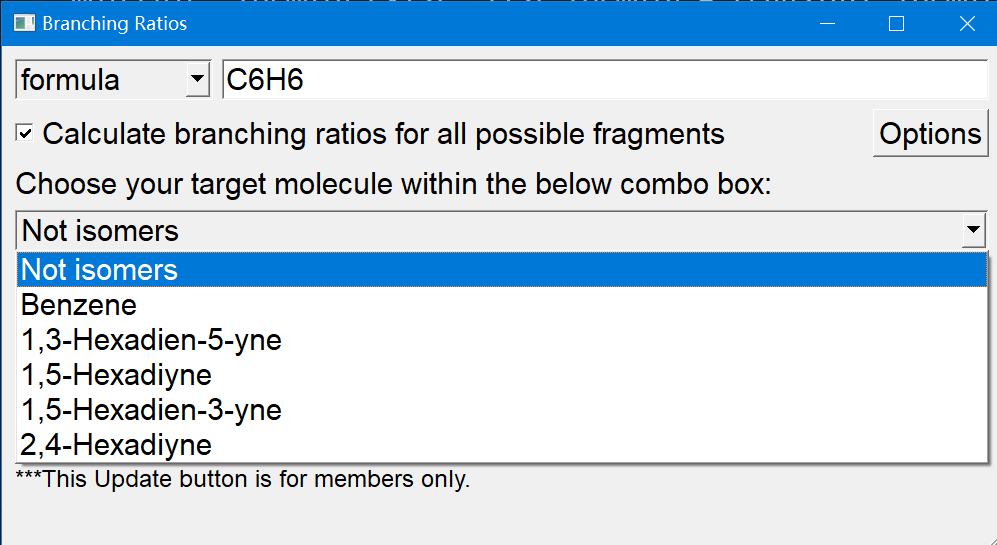 Branching Ratios
formula C6H6
Calculate branching ratios for all possible fragments Options
Choose your target molecule within the below combo box:
Not isomers
Not isomers
Benzene
1,3-Hexadien-5-yne
1,5-Hexadiyne
1,5-Hexadien-3-yne
2,4-Hexadiyne
***This Update button is for members only.